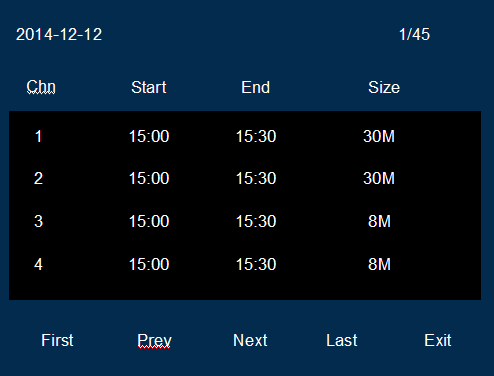 2014-12-12 1/45
Chn Start End Size
1 15:00 15:30 30M
2 15:00 15:30 30M
3 15:00 15:30 8M
4 15:00 15:30 8M
First Prev Next Last Exit